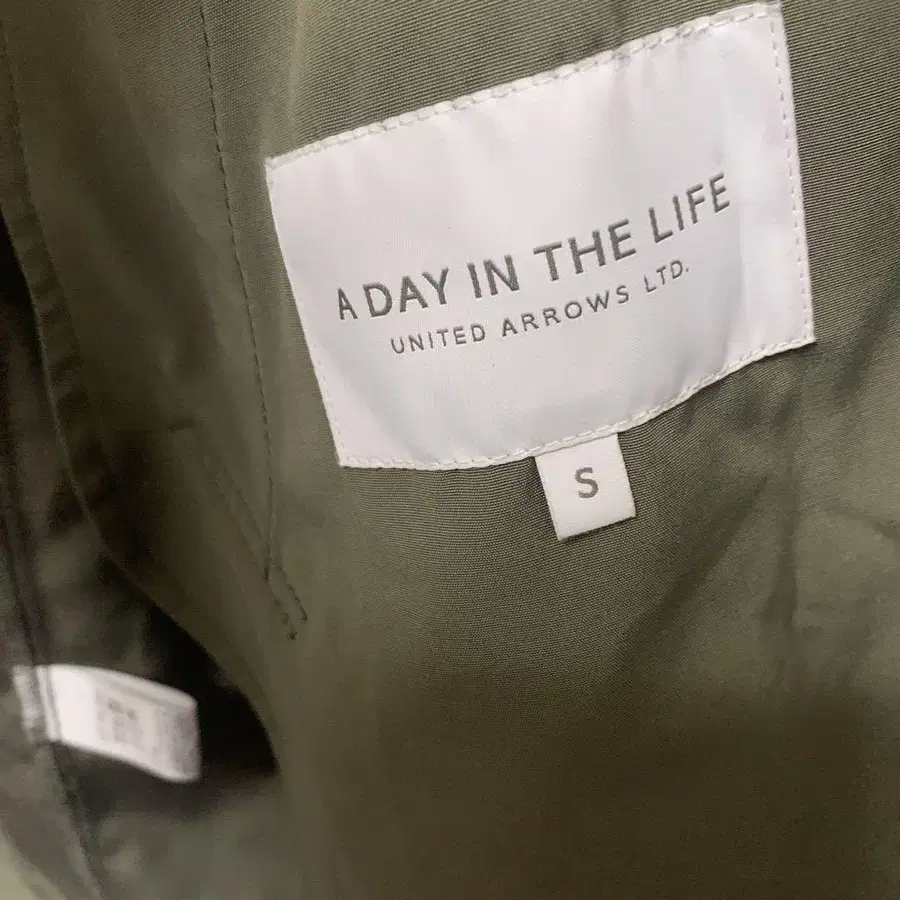 A DAY IN THE LIFE
UNITED ARROWS LTD.
S